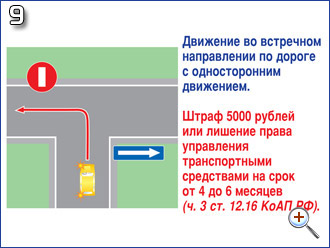 9
Движение во встречном
направлении по дороге
с односторонним
движением.
Штраф 5000 рублей
или лишение права
управления
транспортными
средствами на срок
от 4 до 6 месяцев
(ч. 3 ст. 12.16 КоАП РФ).